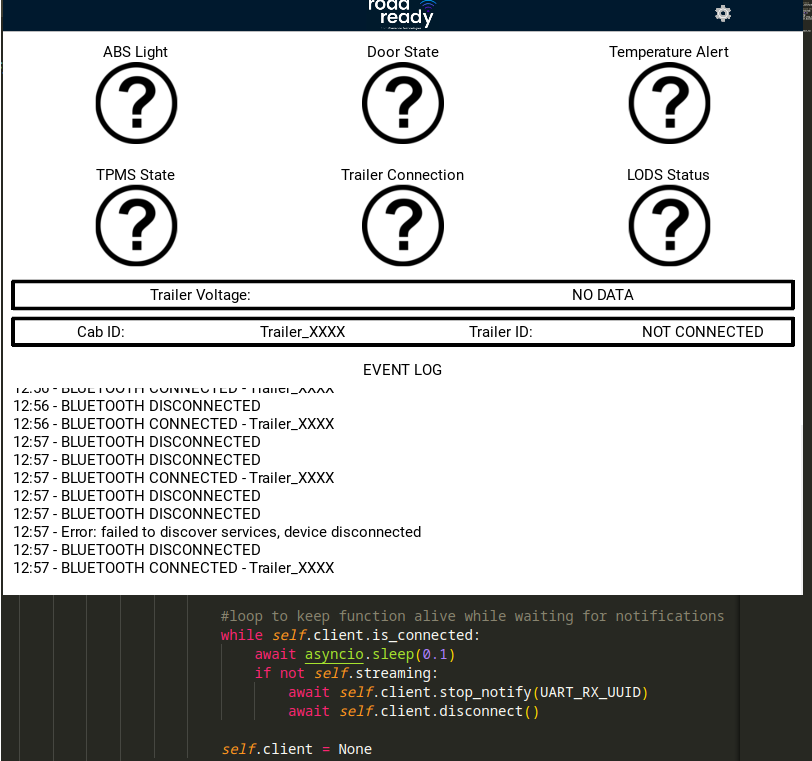 road
ready
ABS Light Door State Temperature Alert
? ? ?
TPMS State Trailer Connection LODS Status
? ? ?
Trailer Voltage: NO DATA
Cab ID: Trailer_XXXX Trailer ID: NOT CONNECTED
EVENT LOG
12:56 - BLUETOOTH CONNECTED - Trailer_XXXX
12:56 - BLUETOOTH DISCONNECTED
12:56 - BLUETOOTH CONNECTED - Trailer_XXXX
12:57 - BLUETOOTH DISCONNECTED
12:57 - BLUETOOTH DISCONNECTED
12:57 - BLUETOOTH CONNECTED - Trailer_XXXX
12:57 - BLUETOOTH DISCONNECTED
12:57 - BLUETOOTH DISCONNECTED
12:57 - Error: failed to discover services, device disconnected
12:57 - BLUETOOTH DISCONNECTED
12:57 - BLUETOOTH CONNECTED - Trailer_XXXX
#loop to keep function alive while waiting for notifications
while self.client.is_connected:
await asyncio.sleep(0.1)
if not self.streaming:
await self.client.stop_notify(UART_RX_UUID)
await self.client.disconnect()
self.client = None